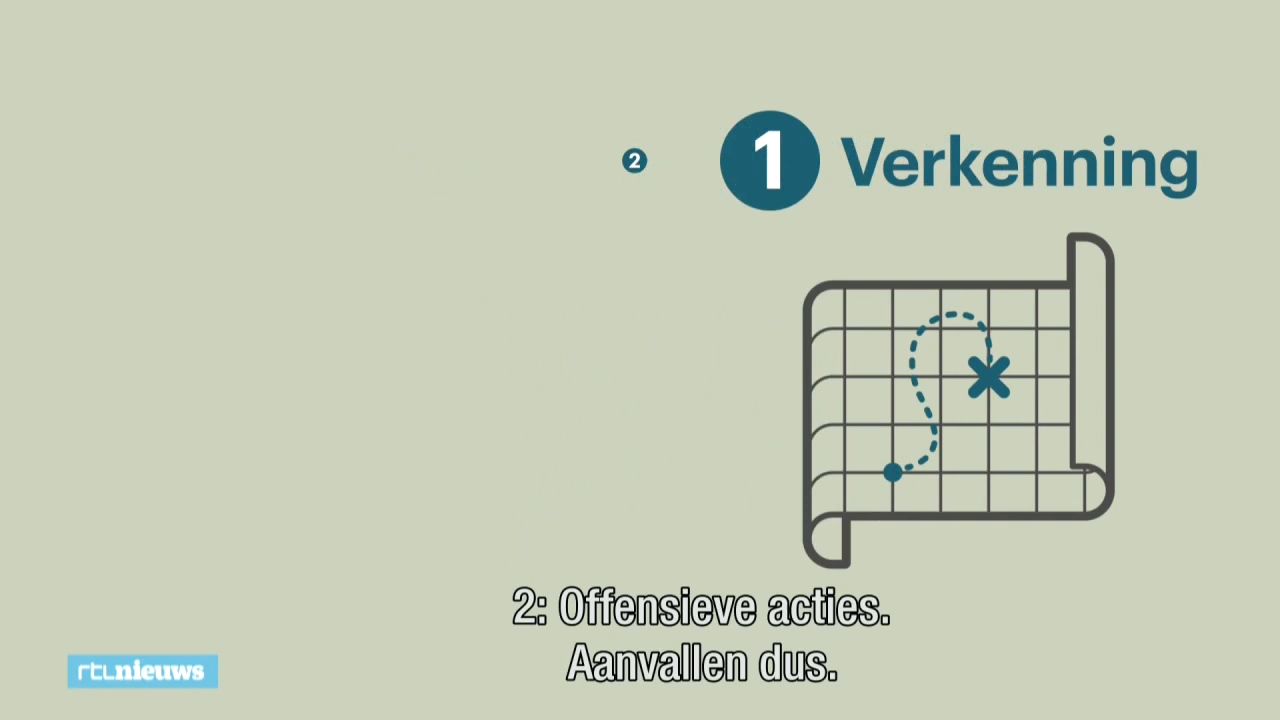 2
1 Verkenning
2: Offensieve acties.
Aanvallen dus.
rtlnieuws